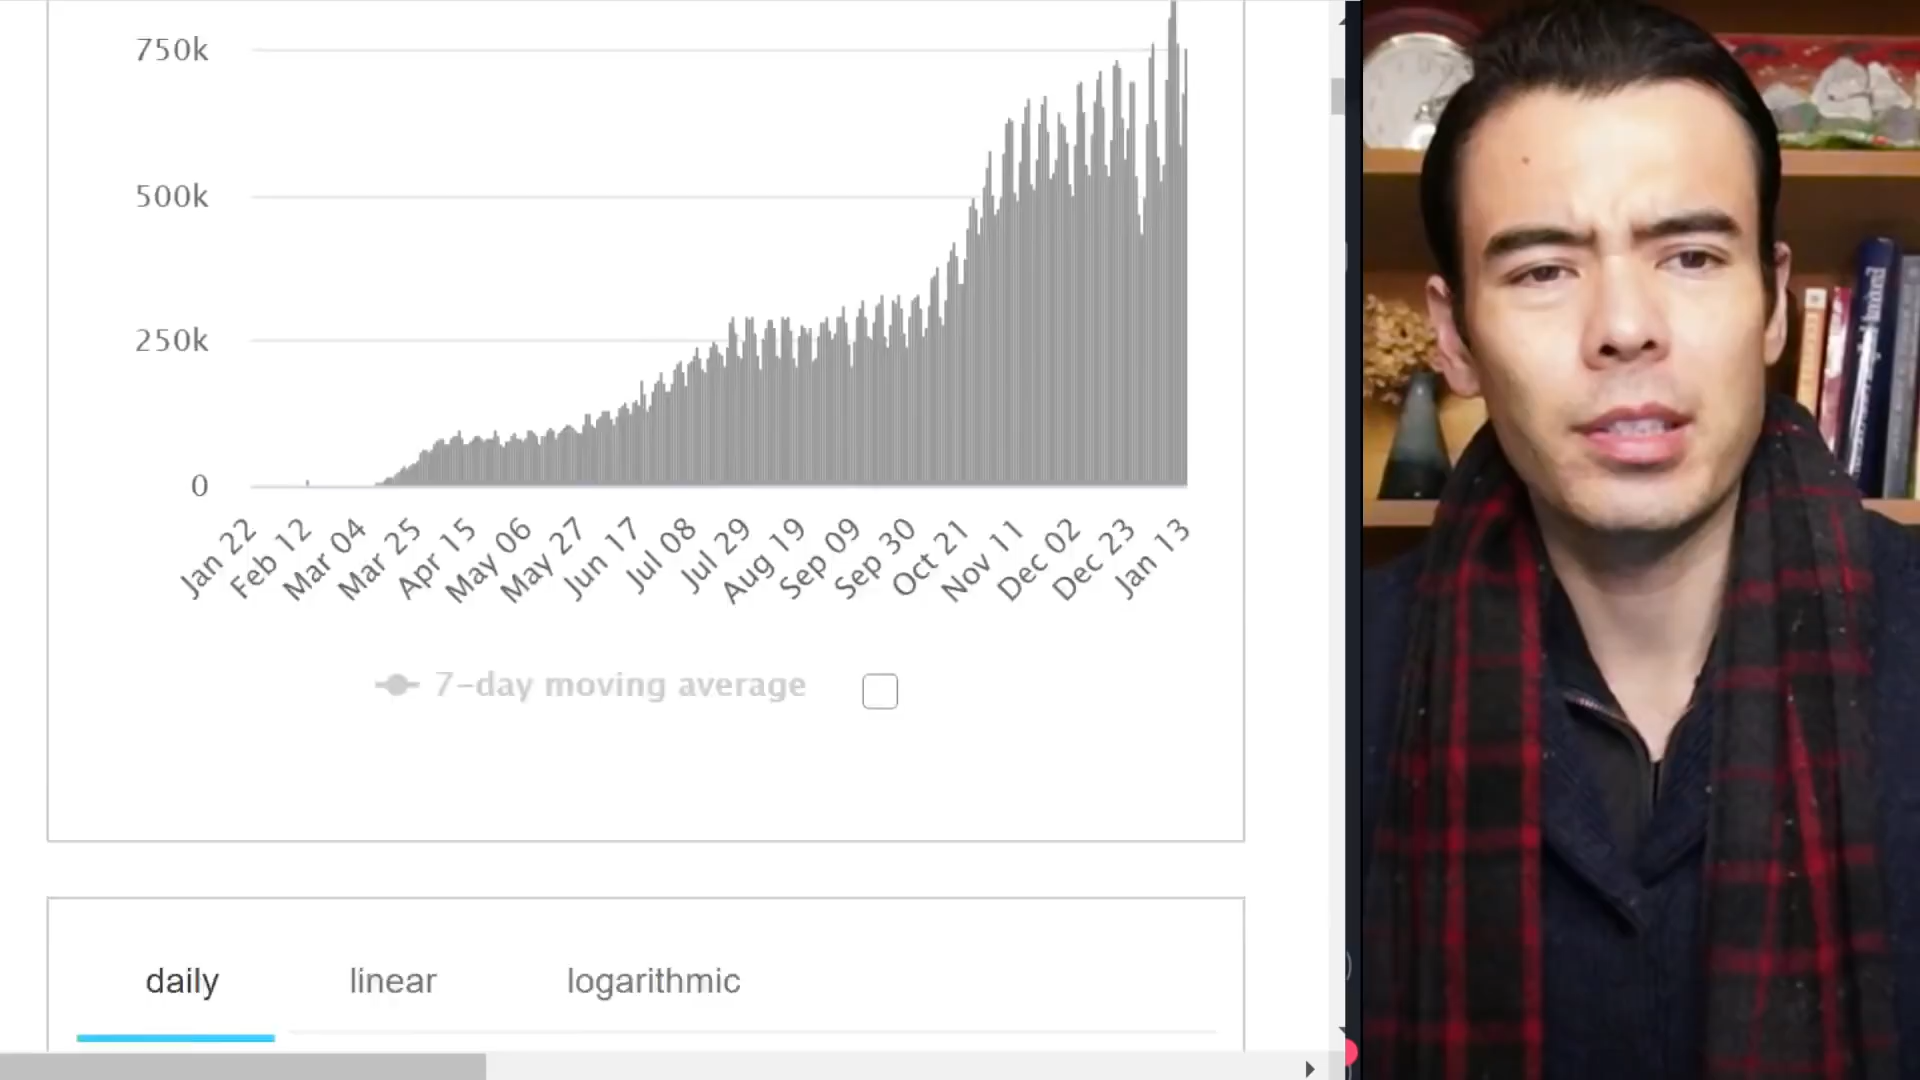 750k
500k
250k
0
Jan 22
Feb 12
Mar 04
Mar 25
Apr 15
May 06
May 27
Jun 17
Jul 08
Jul 29
Aug 19
Sep 09
Sep 30
Oct 21
Nov 11
Dec 02
Dec 23
Jan 13
7-day moving average
daily
linear
logarithmic